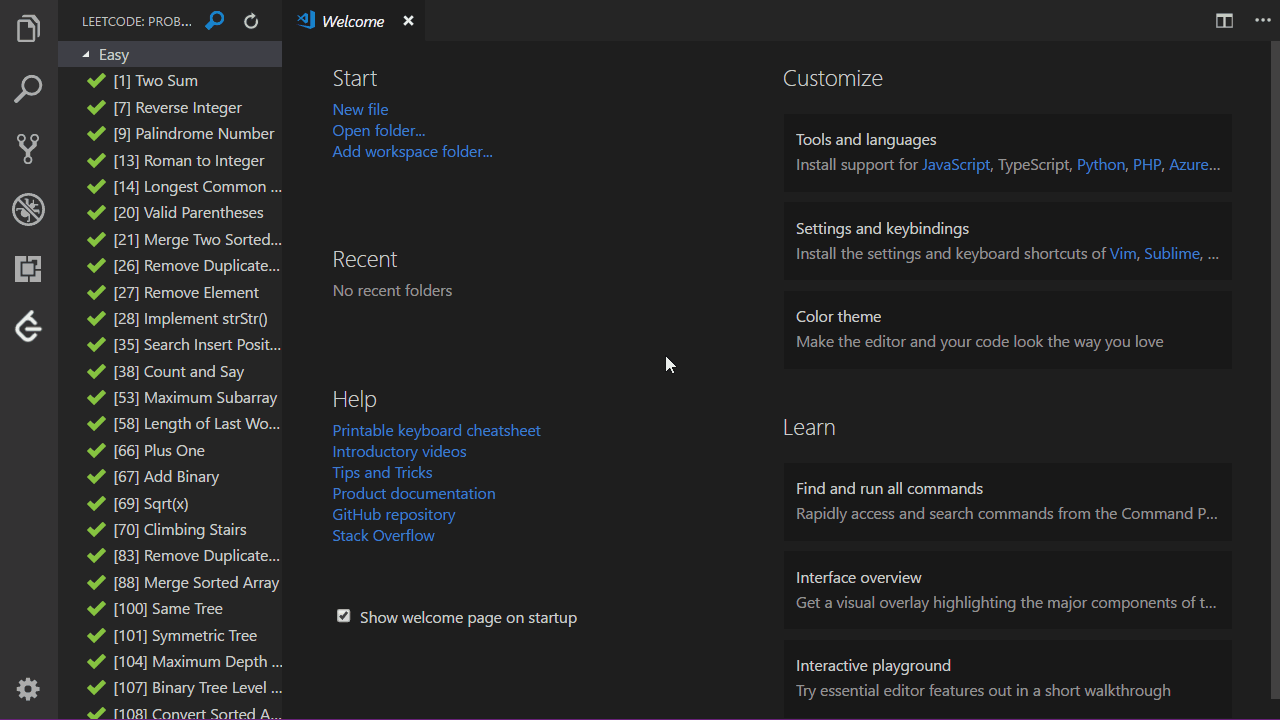 LEETCODE: PROB...
Easy
[1] Two Sum
[7] Reverse Integer
[9] Palindrome Number
[13] Roman to Integer
[14] Longest Common ...
[20] Valid Parentheses
[21] Merge Two Sorted...
[26] Remove Duplicate...
[27] Remove Element
[28] Implement strStr()
[35] Search Insert Posit...
[38] Count and Say
[53] Maximum Subarray
[58] Length of Last Wo...
[66] Plus One
[67] Add Binary
[69] Sqrt(x)
[70] Climbing Stairs
[83] Remove Duplicate...
[88] Merge Sorted Array
[100] Same Tree
[101] Symmetric Tree
[104] Maximum Depth ...
[107] Binary Tree Level ...
[108] Convert Sorted A...
Welcome
Start
New file
Open folder...
Add workspace folder...
Recent
No recent folders
Help
Printable keyboard cheatsheet
Introductory videos
Tips and Tricks
Product documentation
GitHub repository
Stack Overflow
Show welcome page on startup
Customize
Tools and languages
Install support for JavaScript, TypeScript, Python, PHP, Azure...
Settings and keybindings
Install the settings and keyboard shortcuts of Vim, Sublime, ...
Color theme
Make the editor and your code look the way you love
Learn
Find and run all commands
Rapidly access and search commands from the Command P...
Interface overview
Get a visual overlay highlighting the major components of t...
Interactive playground
Try essential editor features out in a short walkthrough